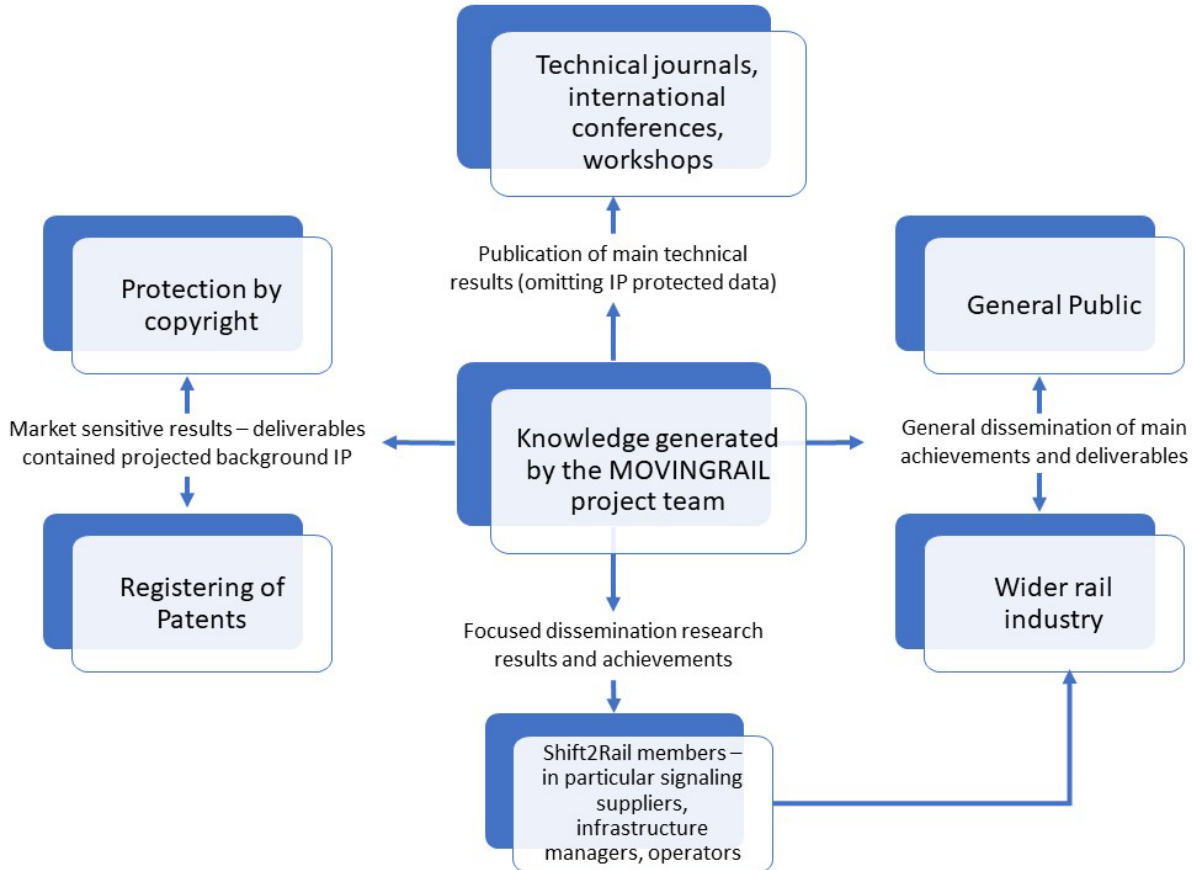 Technical journals,
international
conferences,
workshops
Publication of main technical
results (omitting IP protected data)
Protection by
copyright
General Public
Market sensitive results – deliverables
contained projected background IP
Knowledge generated
by the MOVINGRAIL
project team
General dissemination of main
achievements and deliverables
Registering of
Patents
Wider rail
industry
Focused dissemination research
results and achievements
Shift2Rail members –
in particular signaling
suppliers,
infrastructure
managers, operators